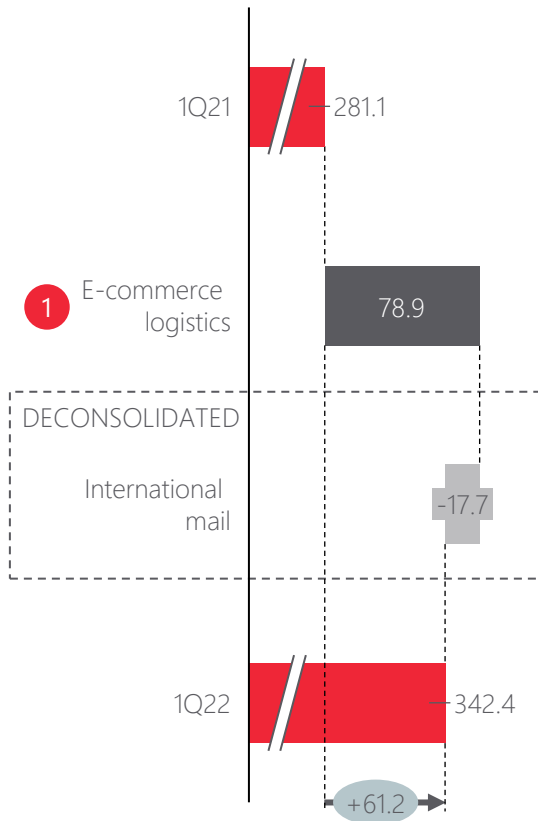 1Q21
281.1
1
E-commerce
logistics
78.9
DECONSOLIDATED
International
mail
-17.7
1Q22
342.4
+61.2